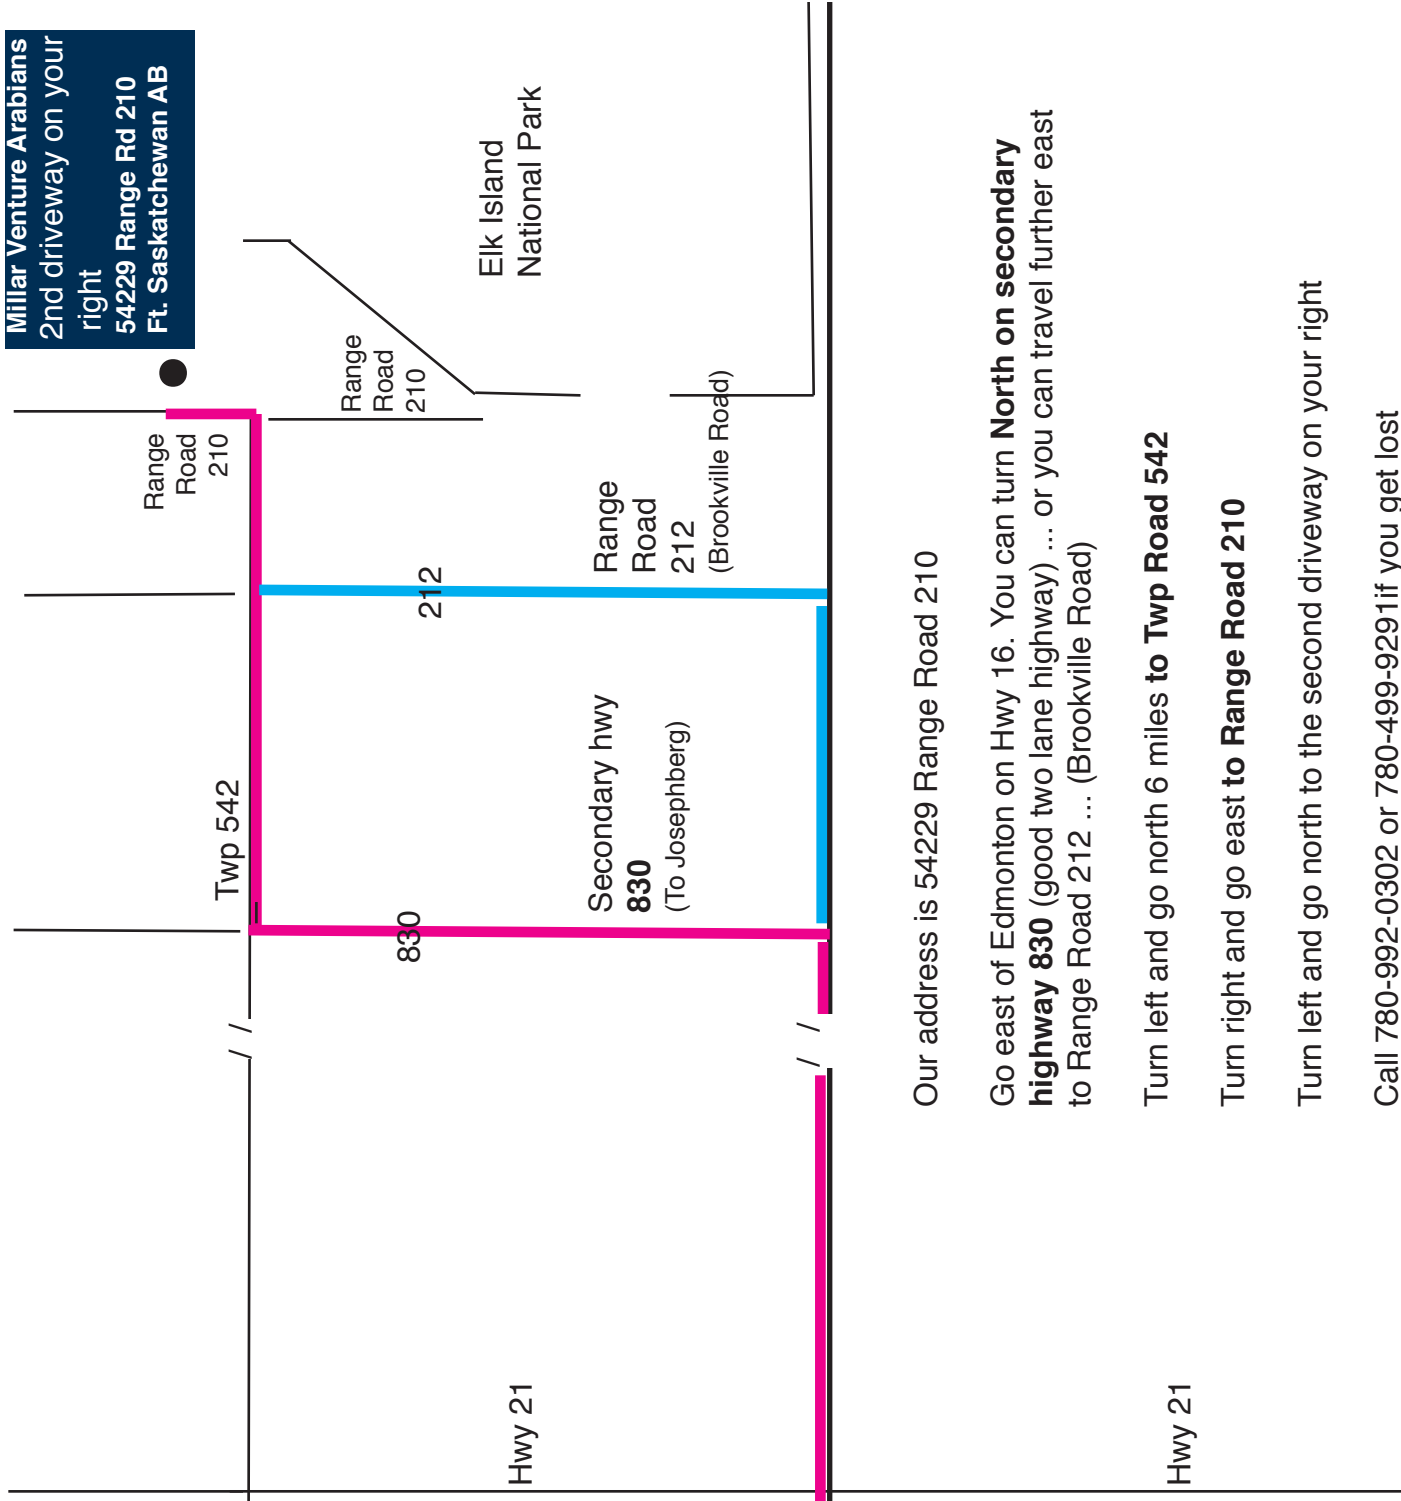 Millar Venture Arabians
2nd driveway on your
right
54229 Range Rd 210
Ft. Saskatchewan AB
Range
Road
210
Twp 542
Range
Road
210
212
830
Elk Island
National Park
Range
Road
212
(Brookville Road)
Secondary hwy
830
(To Josephberg)
Hwy 21
/ /
/ /
Our address is 54229 Range Road 210
Go east of Edmonton on Hwy 16. You can turn North on secondary
highway 830 (good two lane highway) ... or you can travel further east
to Range Road 212 ... (Brookville Road)
Turn left and go north 6 miles to Twp Road 542
Turn right and go east to Range Road 210
Turn left and go north to the second driveway on your right
Call 780-992-0302 or 780-499-9291if you get lost
Hwy 21